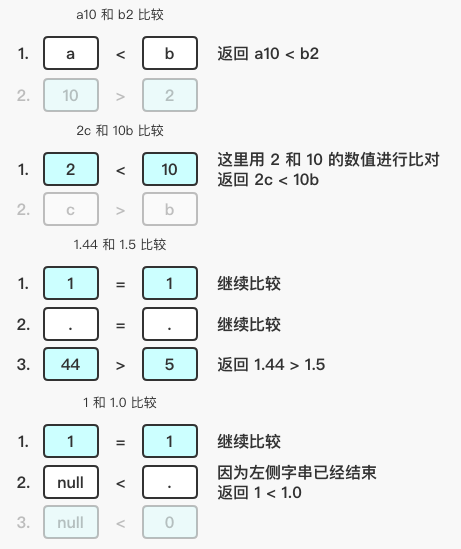 a10 和 b2 比较
1. a < b 返回 a10 < b2
2. 10 > 2
2c 和 10b 比较
1. 2 < 10 这里用 2 和 10 的数值进行比对
返回 2c < 10b
2. c > b
1.44 和 1.5 比较
1. 1 = 1 继续比较
2. . = . 继续比较
3. 44 > 5 返回 1.44 > 1.5
1 和 1.0 比较
1. 1 = 1 继续比较
2. null < . 因为左侧字串已经结束
返回 1 < 1.0
3. null < 0